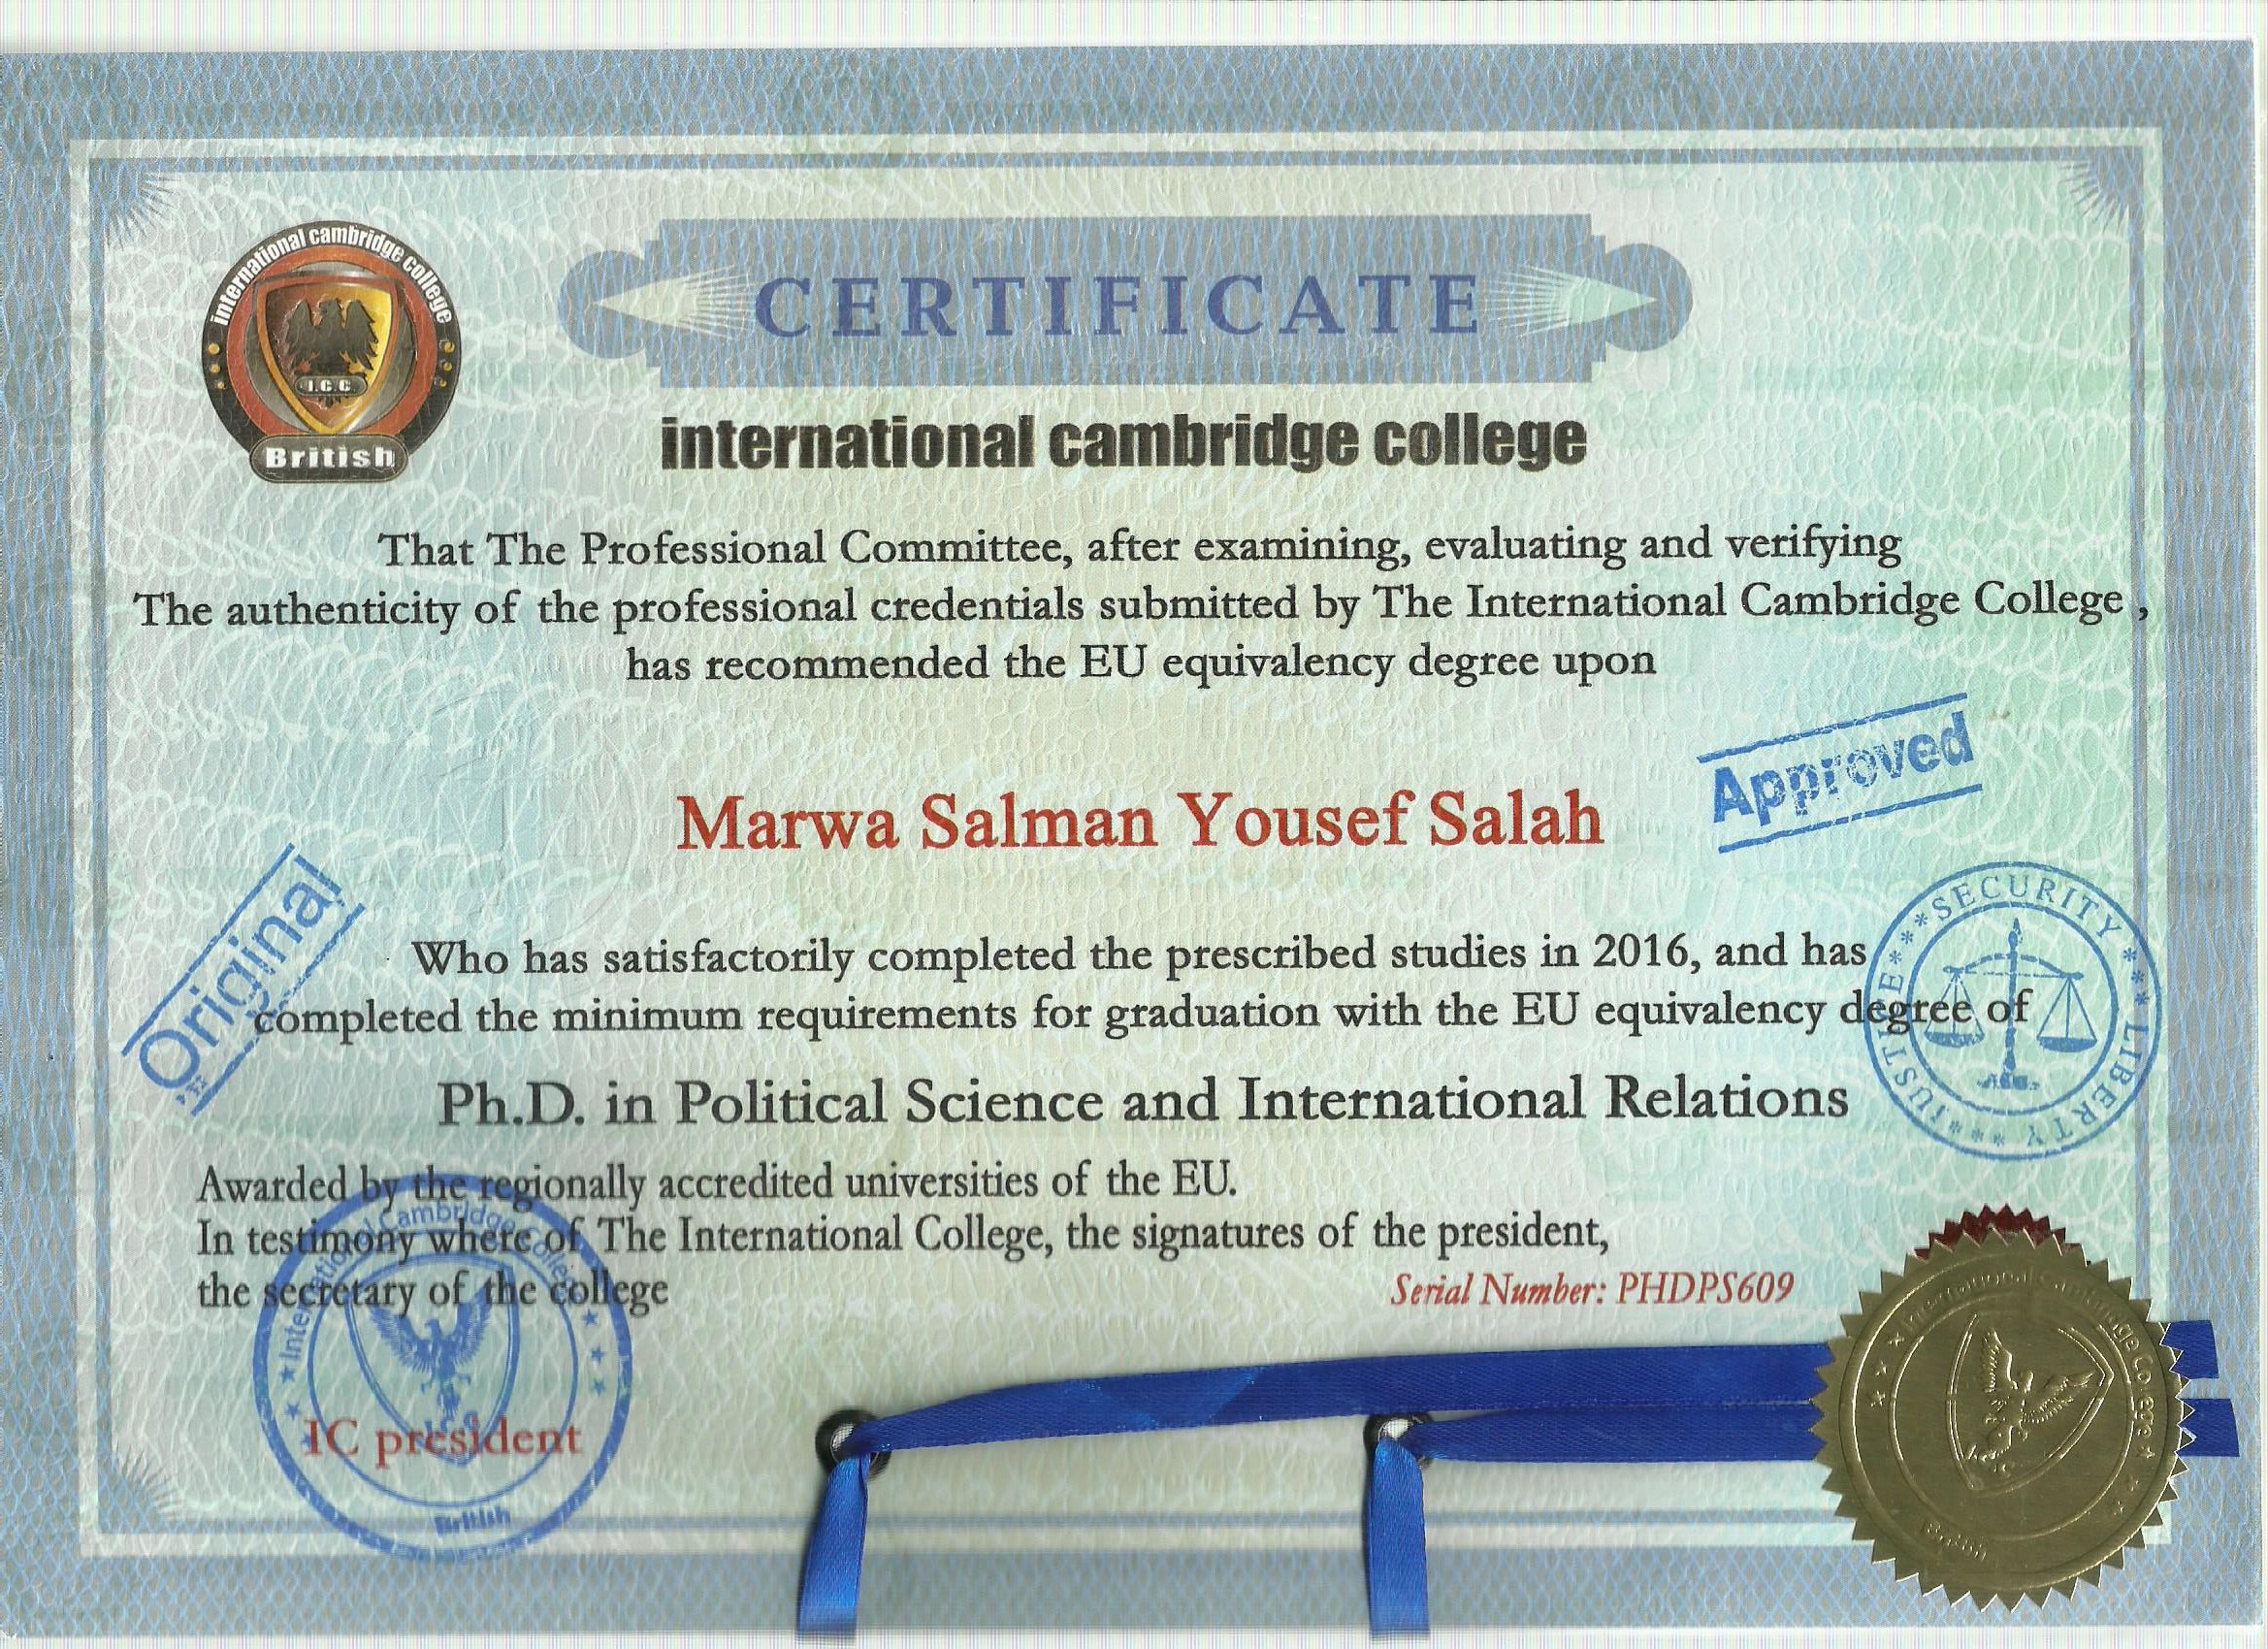 international cambridge college
I.C.C.
British
CERTIFICATE
international cambridge college
That The Professional Committee, after examining, evaluating and verifying
The authenticity of the professional credentials submitted by The International Cambridge College ,
has recommended the EU equivalency degree upon
Approved
Marwa Salman Yousef Salah
Original
Who has satisfactorily completed the prescribed studies in 2016, and has
completed the minimum requirements for graduation with the EU equivalency degree of
***SECURITY***LIBERTY***JUSTICE
Ph.D. in Political Science and International Relations
Awarded by the regionally accredited universities of the EU.
In testimony where of The International College, the signatures of the president,
the secretary of the college
Serial Number: PHDPS609
International Cambridge College
IC president
British
International Cambridge College
British